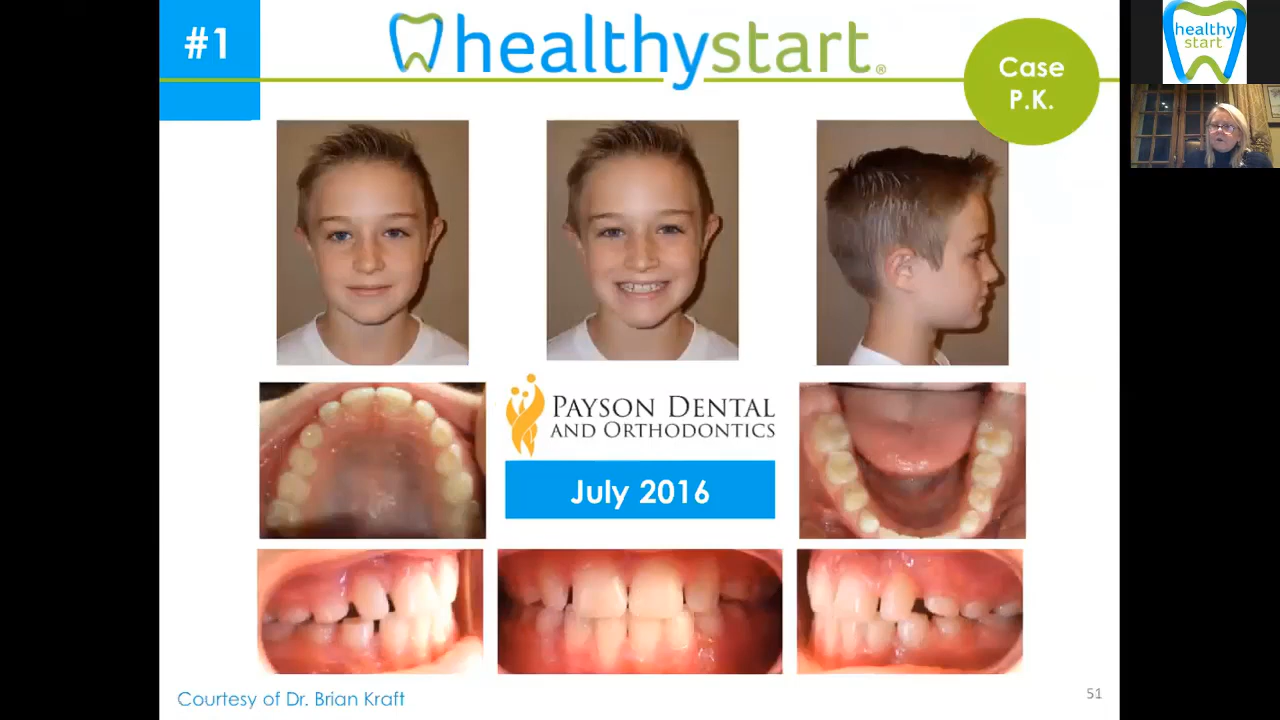 #1
healthystart®
Case
P.K.
healthy
start
PAYSON DENTAL
AND ORTHODONTICS
July 2016
Courtesy of Dr. Brian Kraft
51